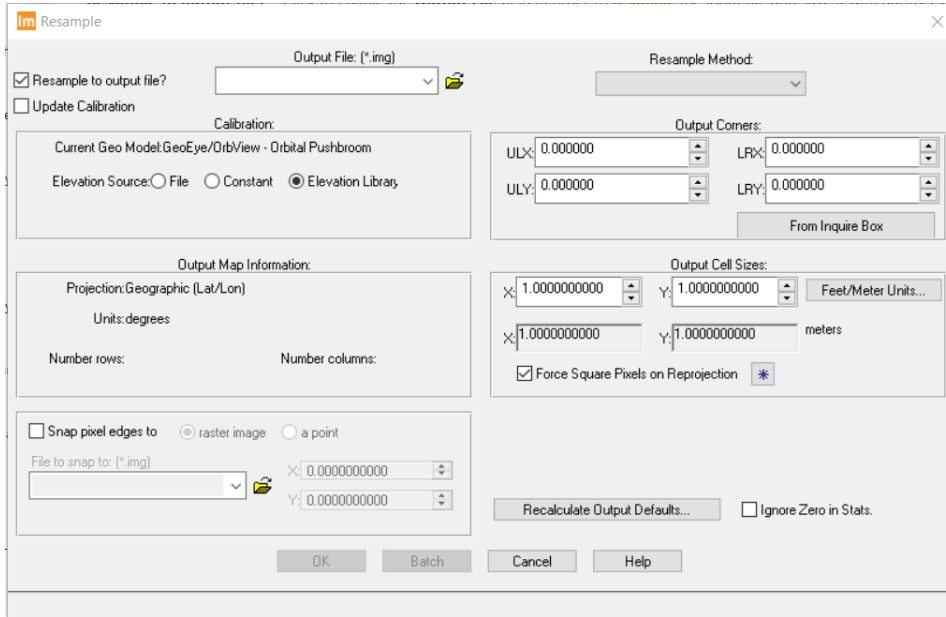 Im Resample
Output File: (*.img)
Resample Method:
Resample to output file?
Update Calibration
Calibration:
Current Geo Model:GeoEye/OrbView - Orbital Pushbroom
Elevation Source: File Constant Elevation Library
Output Corners:
ULX: 0.000000 LRX: 0.000000
ULY: 0.000000 LRY: 0.000000
From Inquire Box
Output Map Information:
Projection:Geographic (Lat/Lon)
Units:degrees
Number rows: Number columns:
Output Cell Sizes:
X: 1.0000000000 Y: 1.0000000000 Feet/Meter Units...
X: 1.0000000000 Y: 1.0000000000 meters
Force Square Pixels on Reprojection *
Snap pixel edges to raster image a point
File to snap to: (*.img)
X: 0.0000000000
Y: 0.0000000000
Recalculate Output Defaults... Ignore Zero in Stats.
OK Batch Cancel Help